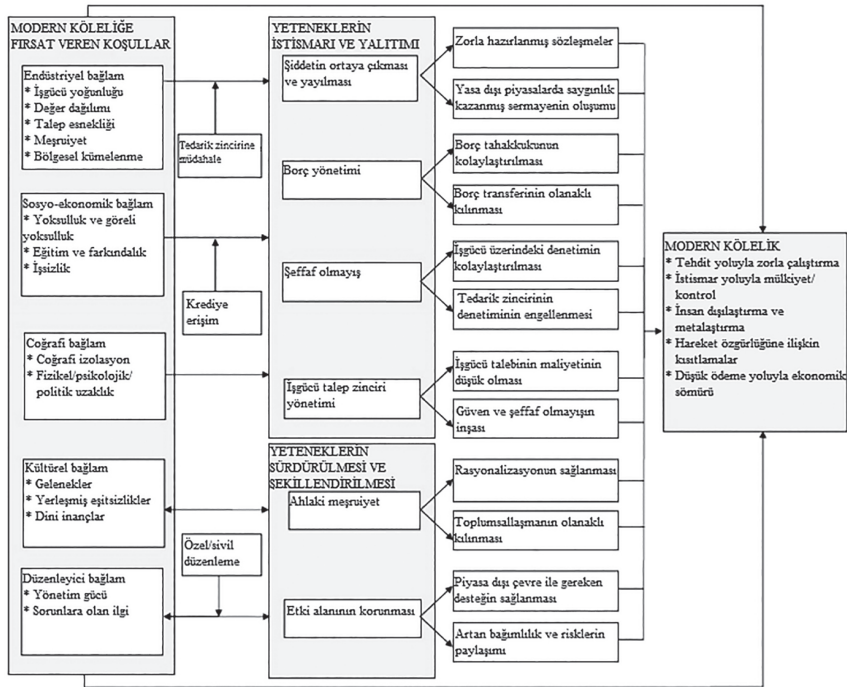 MODERN KÖLELİĞE
FIRSAT VEREN KOŞULLAR
Endüstriyel bağlam
* İşgücü yoğunluğu
* Değer dağılımı
* Talep esnekliği
* Meşruiyet
* Bölgesel kümelenme
Sosyo-ekonomik bağlam
* Yoksulluk ve göreli
yoksulluk
* Eğitim ve farkındalık
* İşsizlik
Coğrafi bağlam
* Coğrafi izolasyon
* Fizikel/psikolojik/
politik uzaklık
Kültürel bağlam
* Gelenekler
* Yerleşmiş eşitsizlikler
* Dini inançlar
Düzenleyici bağlam
* Yönetim gücü
* Sorunlara olan ilgi
Tedarik zincirine
müdahale
Krediye
erişim
Özel/sivil
düzenleme
YETENEKLERİN
İSTİSMARI VE YALITIMI
Şiddetin ortaya çıkması
ve yayılması
Borç yönetimi
Şeffaf olmayış
İşgücü talep zinciri
yönetimi
YETENEKLERİN
SÜRDÜRÜLMESİ VE
ŞEKİLLENDİRİLMESİ
Ahlaki meşruiyet
Etki alanının korunması
Zorla hazırlanmış sözleşmeler
Yasa dışı piyasalarda saygınlık
kazanmış sermayenin oluşumu
Borç tahakkukunun
kolaylaştırılması
Borç transferinin olanaklı
kılınması
İşgücü üzerindeki denetimin
kolaylaştırılması
Tedarik zincirinin
denetiminin engellenmesi
İşgücü talebinin maliyetinin
düşük olması
Güven ve şeffaf olmayışın
inşası
Rasyonalizasyonun sağlanması
Toplumsallaşmanın olanaklı
kılınması
Piyasa dışı çevre ile gereken
desteğin sağlanması
Artan bağımlılık ve risklerin
paylaşımı
MODERN KÖLELİK
* Tehdit yoluyla zorla çalıştırma
* İstismar yoluyla mülkiyet/
kontrol
* İnsan dışılaştırma ve
metalaştırma
* Hareket özgürlüğüne ilişkin
kısıtlamalar
* Düşük ödeme yoluyla ekonomik
sömürü